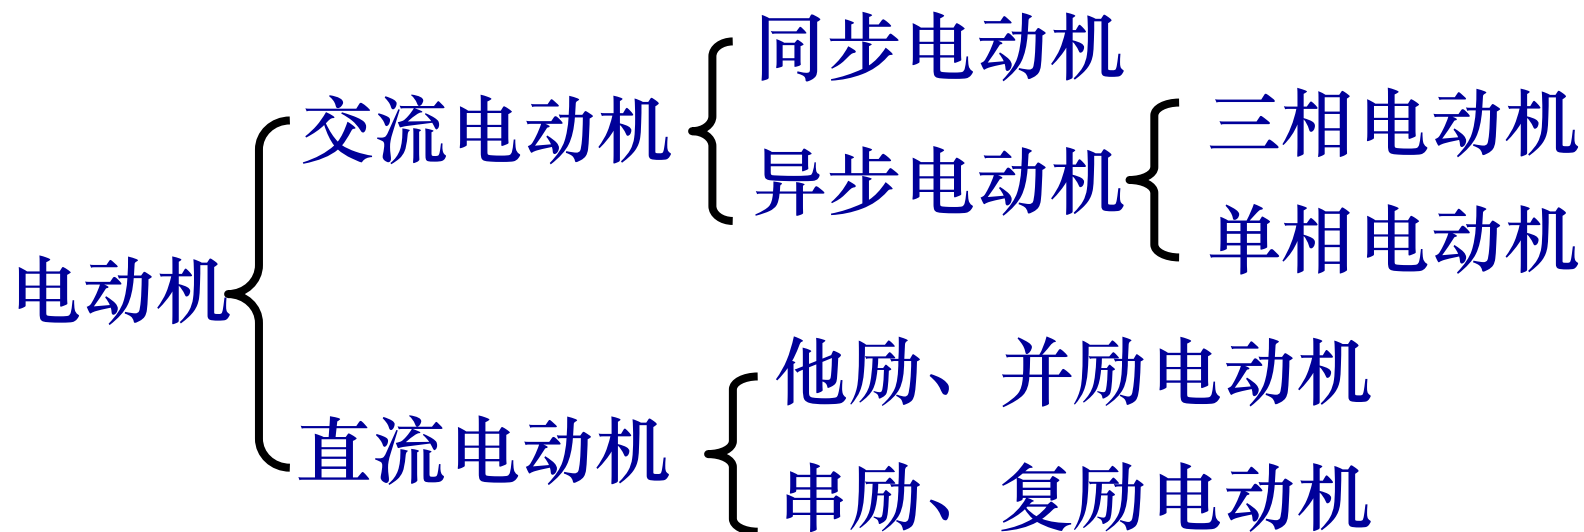 同步电动机
交流电动机
三相电动机
异步电动机
单相电动机
电动机
他励、并励电动机
直流电动机
串励、复励电动机